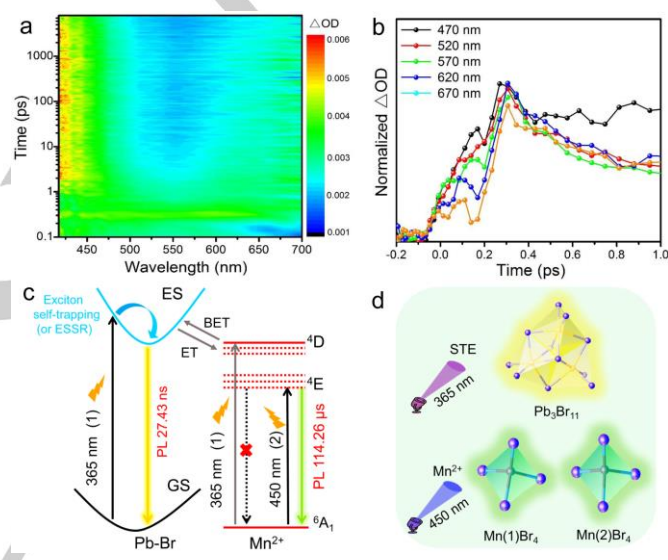 a
△OD
0.006
0.005
0.004
0.003
0.002
0.001
1000
100
10
1
0.1
Time (ps)
450
500
550
600
650
700
Wavelength (nm)
b
470 nm
520 nm
570 nm
620 nm
670 nm
Normalized △OD
-0.2
0.0
0.2
0.4
0.6
0.8
1.0
Time (ps)
c
Exciton
self-trapping
(or ESSR)
ES
BET
ET
4D
4E
365 nm (1)
PL 27.43 ns
365 nm (1)
450 nm (2)
PL 114.26 μs
GS
6A1
Pb-Br
Mn2+
d
STE
365 nm
Pb3Br11
Mn2+
450 nm
Mn(1)Br4
Mn(2)Br4